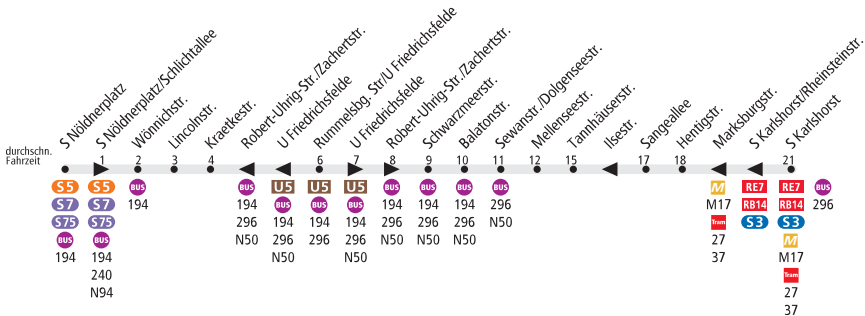 S Nöldnerplatz
S Nöldnerplatz/Schlichtallee
Wönnichstr.
Lincolnstr.
Kraetkestr.
Robert-Uhrig-Str./Zachertstr.
U Friedrichsfelde
Rummelsbg. Str/U Friedrichsfelde
U Friedrichsfelde
Robert-Uhrig-Str./Zachertstr.
Schwarzmeerstr.
Balatonstr.
Sewanstr./Dolgenseestr.
Mellenseestr.
Tannhäuserstr.
Ilsestr.
Sangeallee
Hentigstr.
Marksburgstr.
S Karlshorst/Rheinsteinstr.
S Karlshorst
durchschn.
Fahrzeit
1 2 3 4 6 7 8 9 10 11 12 15 17 18 21
S5 S5 BUS BUS U5 U5 U5 BUS BUS BUS BUS M RE7 RE7 BUS
S7 S7 194 194 BUS BUS BUS 194 194 194 296 M17 RB14 RB14 296
S75 S75 296 194 194 194 296 296 296 N50 Tram S3 S3
BUS BUS N50 296 296 296 N50 N50 N50 27 M
194 194 N50 N50 37 M17
240 Tram
N94 27
37